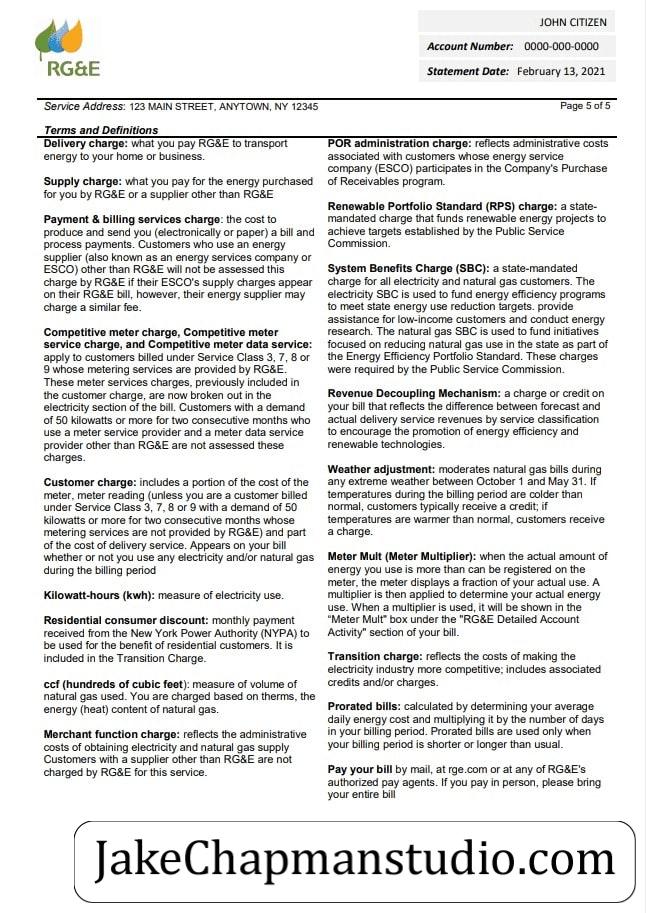 RG&E
JOHN CITIZEN
Account Number: 0000-000-0000
Statement Date: February 13, 2021
Service Address: 123 MAIN STREET, ANYTOWN, NY 12345
Page 5 of 5
Terms and Definitions
Delivery charge: what you pay RG&E to transport
energy to your home or business.
Supply charge: what you pay for the energy purchased
for you by RG&E or a supplier other than RG&E
Payment & billing services charge: the cost to
produce and send you (electronically or paper) a bill and
process payments. Customers who use an energy
supplier (also known as an energy services company or
ESCO) other than RG&E will not be assessed this
charge by RG&E if their ESCO's supply charges appear
on their RG&E bill, however, their energy supplier may
charge a similar fee.
Competitive meter charge, Competitive meter
service charge, and Competitive meter data service:
apply to customers billed under Service Class 3, 7, 8 or
9 whose metering services are provided by RG&E.
These meter services charges, previously included in
the customer charge, are now broken out in the
electricity section of the bill. Customers with a demand
of 50 kilowatts or more for two consecutive months who
use a meter service provider and a meter data service
provider other than RG&E are not assessed these
charges.
Customer charge: includes a portion of the cost of the
meter, meter reading (unless you are a customer billed
under Service Class 3, 7, 8 or 9 with a demand of 50
kilowatts or more for two consecutive months whose
metering services are not provided by RG&E) and part
of the cost of delivery service. Appears on your bill
whether or not you use any electricity and/or natural gas
during the billing period
Kilowatt-hours (kwh): measure of electricity use.
Residential consumer discount: monthly payment
received from the New York Power Authority (NYPA) to
be used for the benefit of residential customers. It is
included in the Transition Charge.
ccf (hundreds of cubic feet): measure of volume of
natural gas used. You are charged based on therms, the
energy (heat) content of natural gas.
Merchant function charge: reflects the administrative
costs of obtaining electricity and natural gas supply
Customers with a supplier other than RG&E are not
charged by RG&E for this service.
POR administration charge: reflects administrative costs
associated with customers whose energy service
company (ESCO) participates in the Company's Purchase
of Receivables program.
Renewable Portfolio Standard (RPS) charge: a state-
mandated charge that funds renewable energy projects to
achieve targets established by the Public Service
Commission.
System Benefits Charge (SBC): a state-mandated
charge for all electricity and natural gas customers. The
electricity SBC is used to fund energy efficiency programs
to meet state energy use reduction targets. provide
assistance for low-income customers and conduct energy
research. The natural gas SBC is used to fund initiatives
focused on reducing natural gas use in the state as part of
the Energy Efficiency Portfolio Standard. These charges
were required by the Public Service Commission.
Revenue Decoupling Mechanism: a charge or credit on
your bill that reflects the difference between forecast and
actual delivery service revenues by service classification
to encourage the promotion of energy efficiency and
renewable technologies.
Weather adjustment: moderates natural gas bills during
any extreme weather between October 1 and May 31. If
temperatures during the billing period are colder than
normal, customers typically receive a credit; if
temperatures are warmer than normal, customers receive
a charge.
Meter Mult (Meter Multiplier): when the actual amount of
energy you use is more than can be registered on the
meter, the meter displays a fraction of your actual use. A
multiplier is then applied to determine your actual energy
use. When a multiplier is used, it will be shown in the
"Meter Mult" box under the "RG&E Detailed Account
Activity" section of your bill.
Transition charge: reflects the costs of making the
electricity industry more competitive; includes associated
credits and/or charges.
Prorated bills: calculated by determining your average
daily energy cost and multiplying it by the number of days
in your billing period. Prorated bills are used only when
your billing period is shorter or longer than usual.
Pay your bill by mail, at rge.com or at any of RG&E's
authorized pay agents. If you pay in person, please bring
your entire bill
JakeChapmanstudio.com